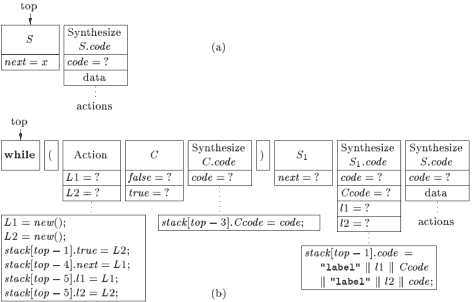 top
S
next = x
Synthesize
S.code
code = ?
data
actions
(a)
top
while
(
Action
L1 = ?
L2 = ?
C
false = ?
true = ?
Synthesize
C.code
code = ?
)
S1
next = ?
Synthesize
S1.code
code = ?
Ccode = ?
l1 = ?
l2 = ?
Synthesize
S.code
code = ?
data
actions
L1 = new();
L2 = new();
stack[top − 1].true = L2;
stack[top − 4].next = L1;
stack[top − 5].l1 = L1;
stack[top − 5].l2 = L2;
stack[top − 3].Ccode = code;
stack[top − 1].code =
"label" ∥ l1 ∥ Ccode
∥ "label" ∥ l2 ∥ code;
(b)